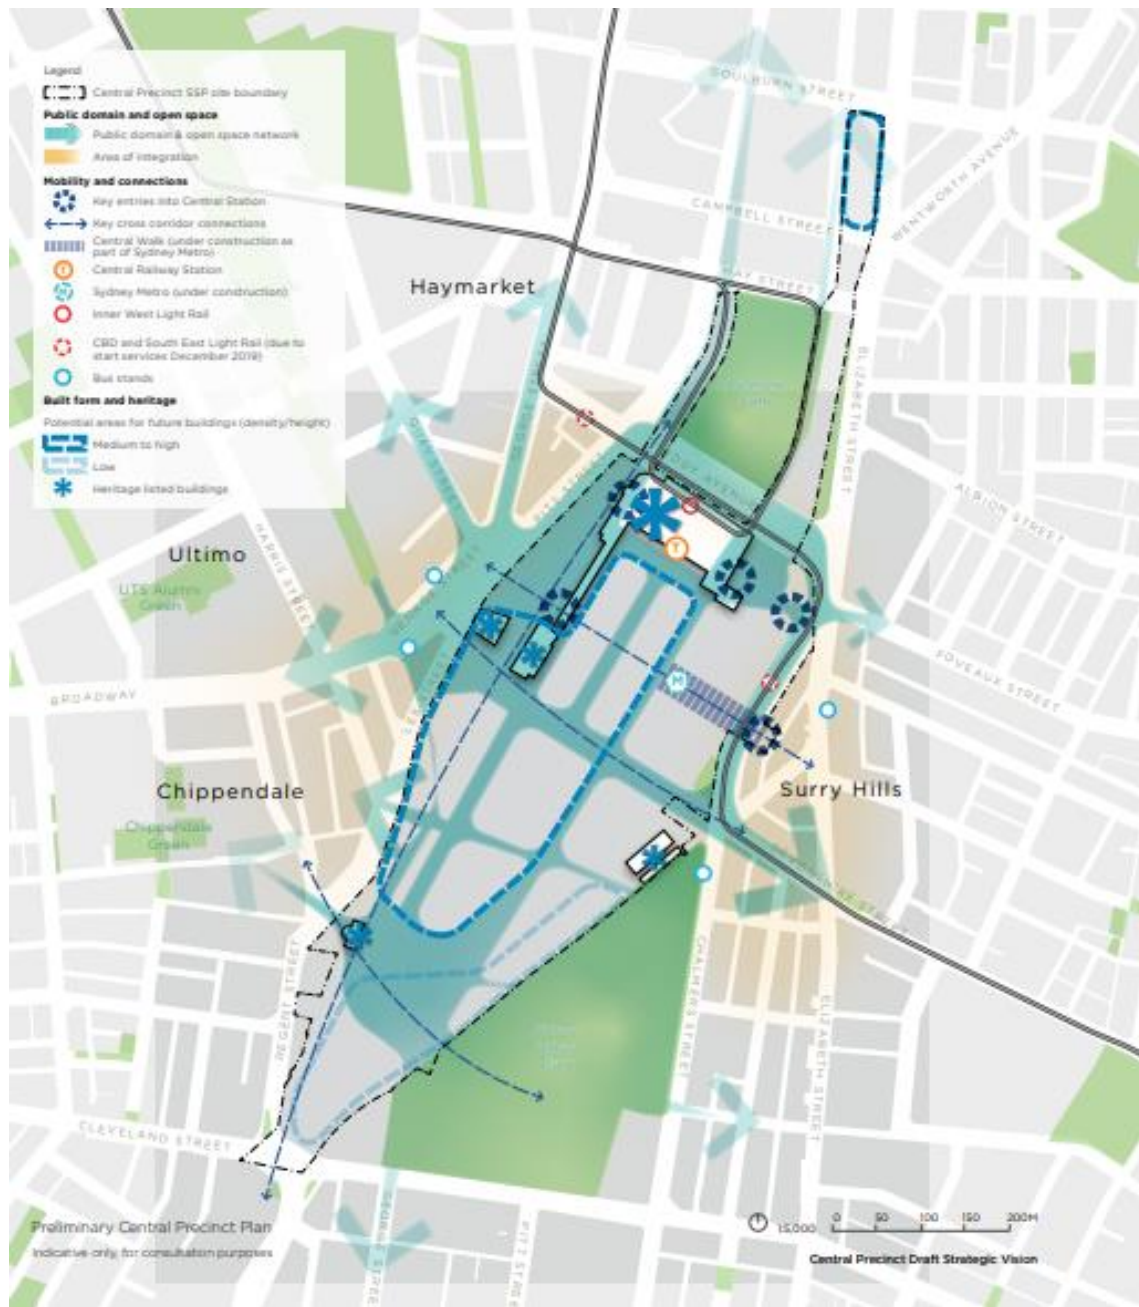 Legend
Central Precinct SSP site boundary
Public domain and open space
Public domain & open space network
Area of integration
Mobility and connections
Key entries into Central Station
Key cross corridor connections
Central Walk (under construction as
part of Sydney Metro)
T
Central Railway Station
M
Sydney Metro (under construction)
Inner West Light Rail
CBD and South East Light Rail (due to
start services December 2019)
Bus stands
Built form and heritage
Potential areas for future buildings (density/height)
Medium to high
Low
Heritage listed buildings
GOULBURN STREET
WENTWORTH AVENUE
CAMPBELL STREET
HAY STREET
Haymarket
ELIZABETH STREET
ALBION STREET
HARRIS STREET
Ultimo
UTS Alumni
Green
T
M
FOVEAUX STREET
BROADWAY
Chippendale
Surry Hills
Chippendale
Green
REGENT STREET
CHALMERS STREET
ELIZABETH STREET
CLEVELAND STREET
Preliminary Central Precinct Plan
Indicative only, for consultation purposes
1:5,000
0 50 100 150 200M
Central Precinct Draft Strategic Vision